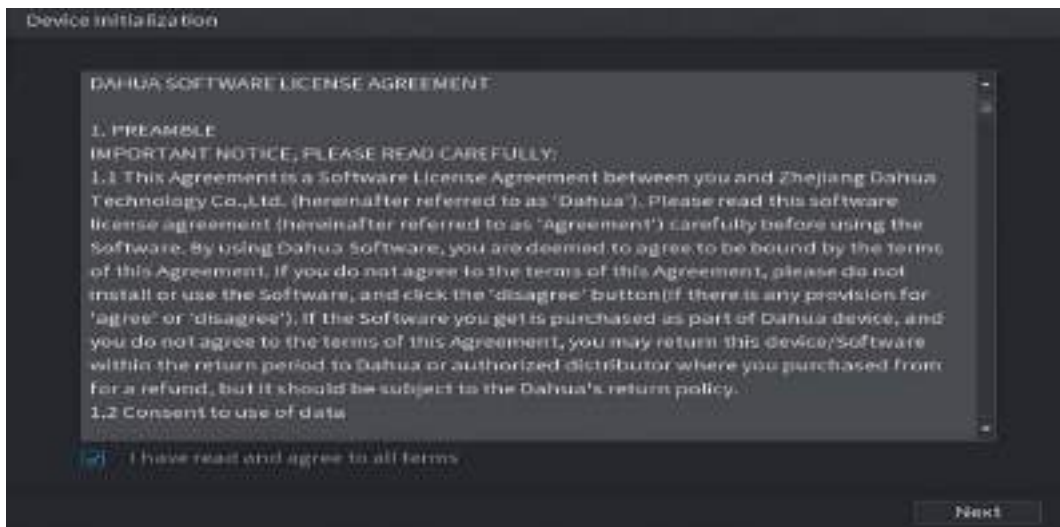 Device Initialization
DAHUA SOFTWARE LICENSE AGREEMENT
1. PREAMBLE
IMPORTANT NOTICE, PLEASE READ CAREFULLY:
1.1 This Agreement is a Software License Agreement between you and Zhejiang Dahua
Technology Co.,Ltd. (hereinafter referred to as 'Dahua'). Please read this software
license agreement (hereinafter referred to as 'Agreement') carefully before using the
Software. By using Dahua Software, you are deemed to agree to be bound by the terms
of this Agreement. If you do not agree to the terms of this Agreement, please do not
install or use the Software, and click the 'disagree' button(if there is any provision for
'agree' or 'disagree'). If the Software you get is purchased as part of Dahua device, and
you do not agree to the terms of this Agreement, you may return this device/Software
within the return period to Dahua or authorized distributor where you purchased from
for a refund, but it should be subject to the Dahua's return policy.
1.2 Consent to use of data
I have read and agree to all terms
Next